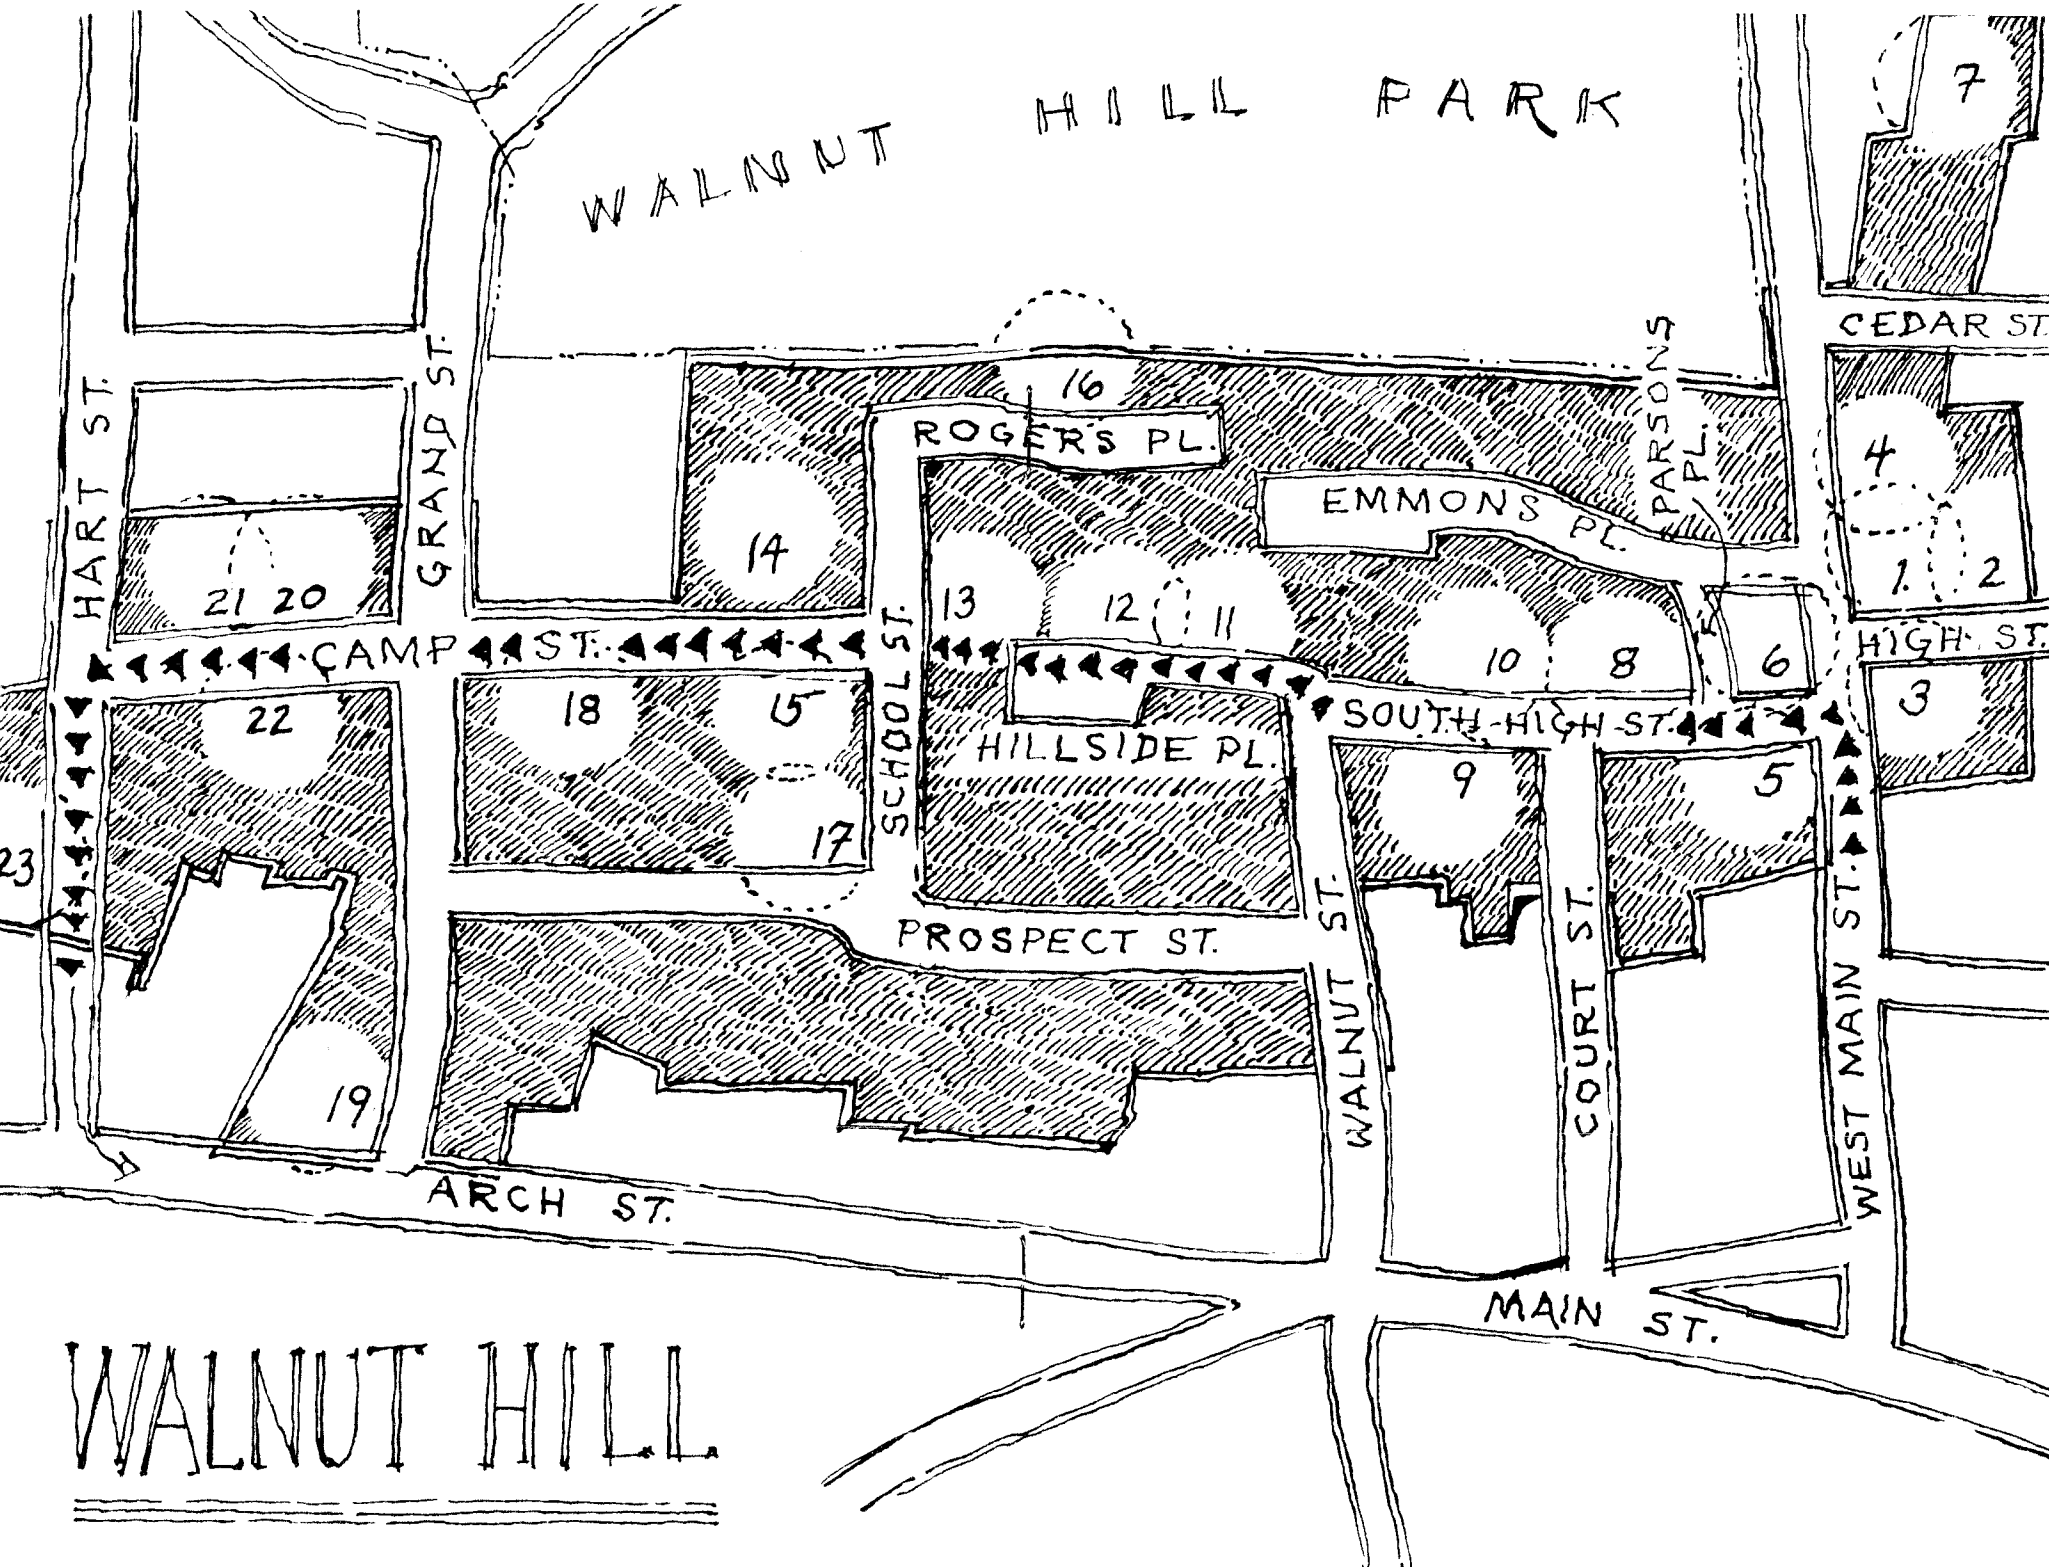 WALNUT HILL PARK
7
CEDAR ST.
PARSONS
PL.
16
ROGERS PL.
EMMONS PL.
4
1.
2
HART ST.
GRAND ST.
14
13
12
11
21
20
10
8
6
HIGH ST.
CAMP ST.
SCHOOL ST.
3
22
18
15
HILLSIDE PL.
SOUTH HIGH ST.
9
5
17
23
PROSPECT ST.
WALNUT ST.
COURT ST.
WEST MAIN ST.
19
ARCH ST.
MAIN ST.
WALNUT HILL